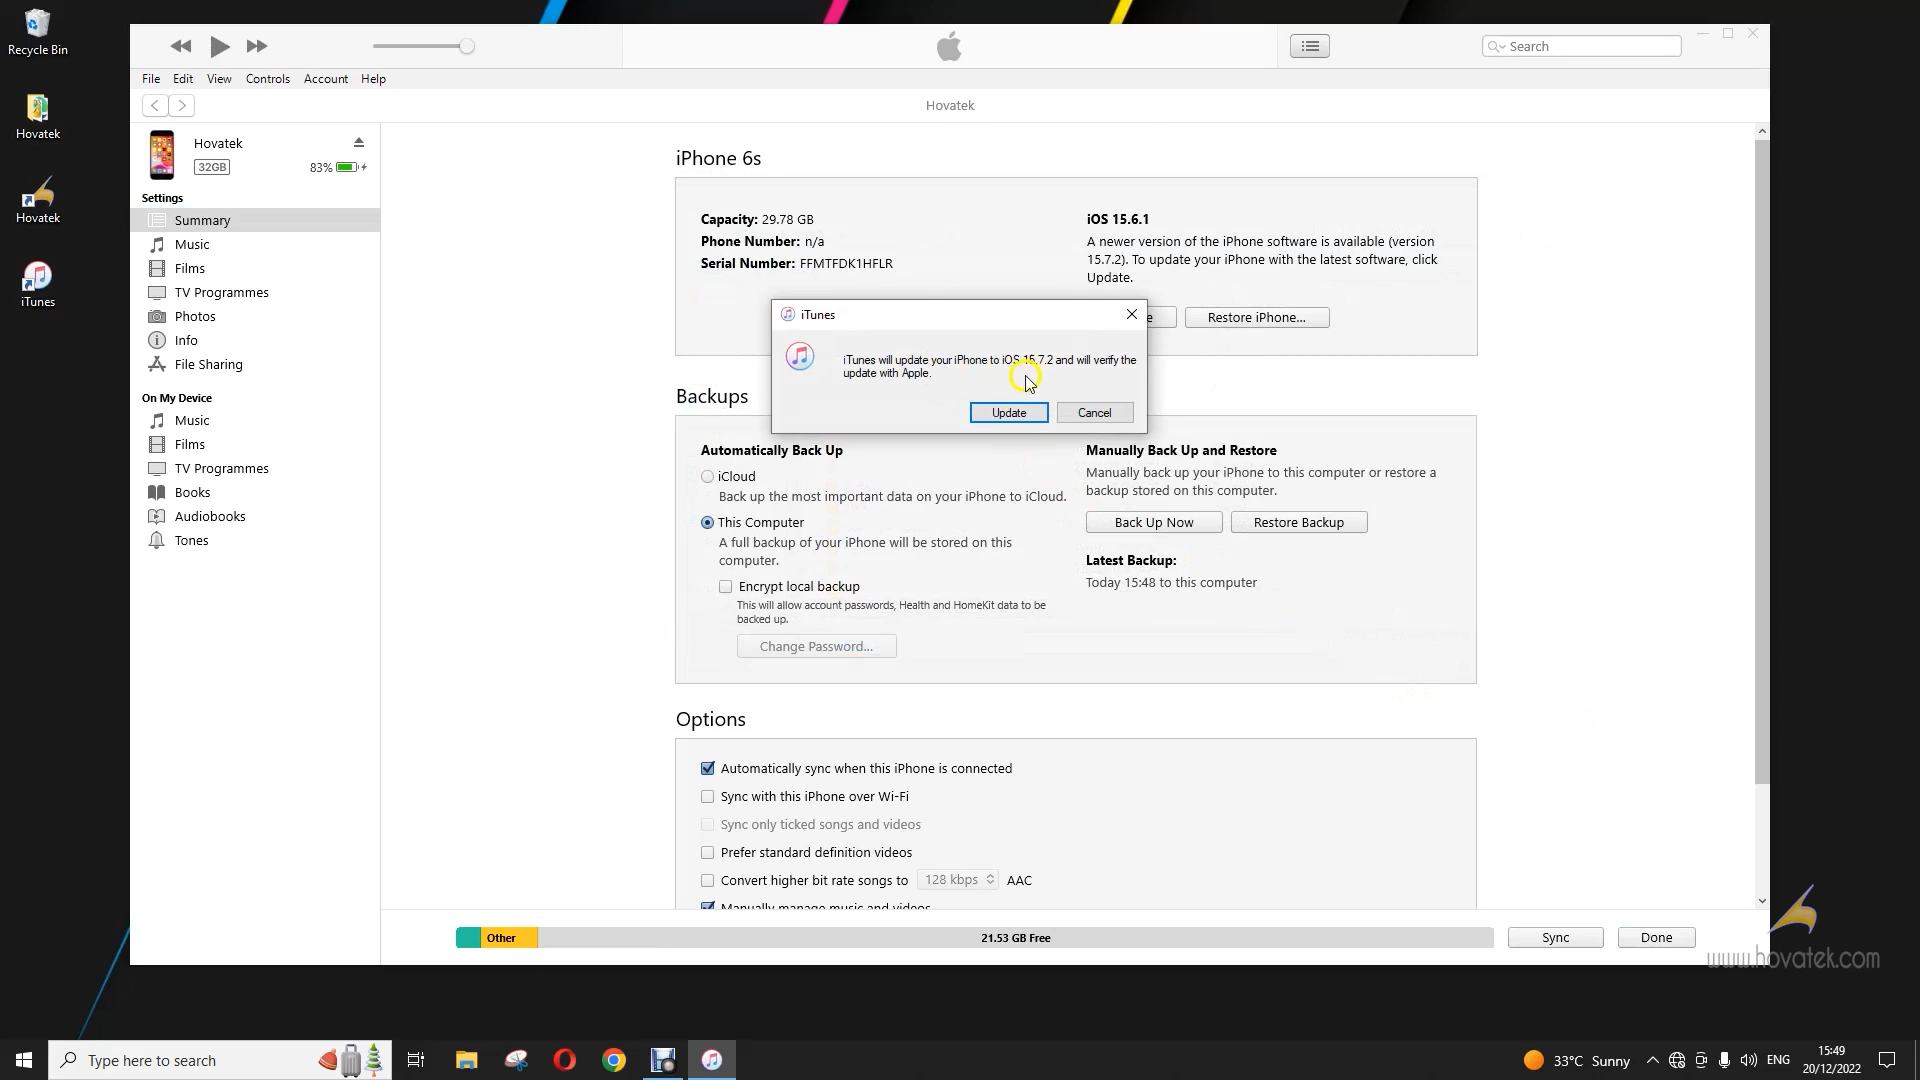 Recycle Bin
Hovatek
Hovatek
iTunes
Search
File Edit View Controls Account Help
Hovatek
Hovatek
32GB
83%
Settings
Summary
Music
Films
TV Programmes
Photos
Info
File Sharing
On My Device
Music
Films
TV Programmes
Books
Audiobooks
Tones
iPhone 6s
Capacity: 29.78 GB
Phone Number: n/a
Serial Number: FFMTFDK1HFLR
iOS 15.6.1
A newer version of the iPhone software is available (version
15.7.2). To update your iPhone with the latest software, click
Update.
Restore iPhone...
iTunes
iTunes will update your iPhone to iOS 15.7.2 and will verify the
update with Apple.
Update
Cancel
Backups
Automatically Back Up
iCloud
Back up the most important data on your iPhone to iCloud.
This Computer
A full backup of your iPhone will be stored on this
computer.
Encrypt local backup
This will allow account passwords, Health and HomeKit data to be
backed up.
Change Password...
Manually Back Up and Restore
Manually back up your iPhone to this computer or restore a
backup stored on this computer.
Back Up Now
Restore Backup
Latest Backup:
Today 15:48 to this computer
Options
Automatically sync when this iPhone is connected
Sync with this iPhone over Wi-Fi
Sync only ticked songs and videos
Prefer standard definition videos
Convert higher bit rate songs to 128 kbps AAC
Manually manage music and videos
Other
21.53 GB Free
Sync
Done
www.hovatek.com
Type here to search
33°C Sunny
ENG
15:49
20/12/2022